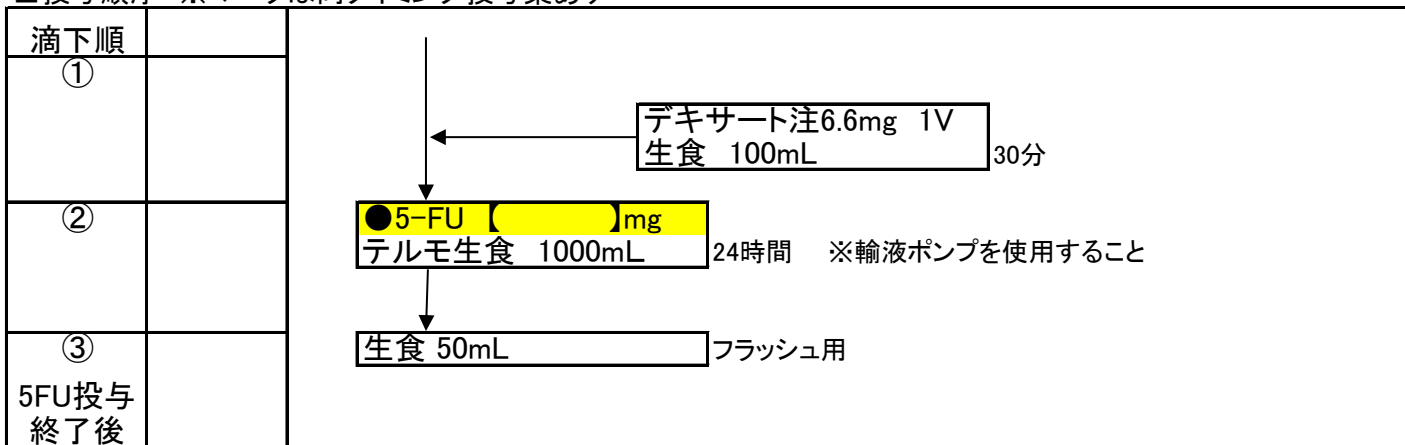 滴下順
①
デキサート注6.6mg 1V
生食 100mL 30分
② ●5-FU 【 】mg
テルモ生食 1000mL 24時間 ※輸液ポンプを使用すること
③ 生食 50mL フラッシュ用
5FU投与
終了後